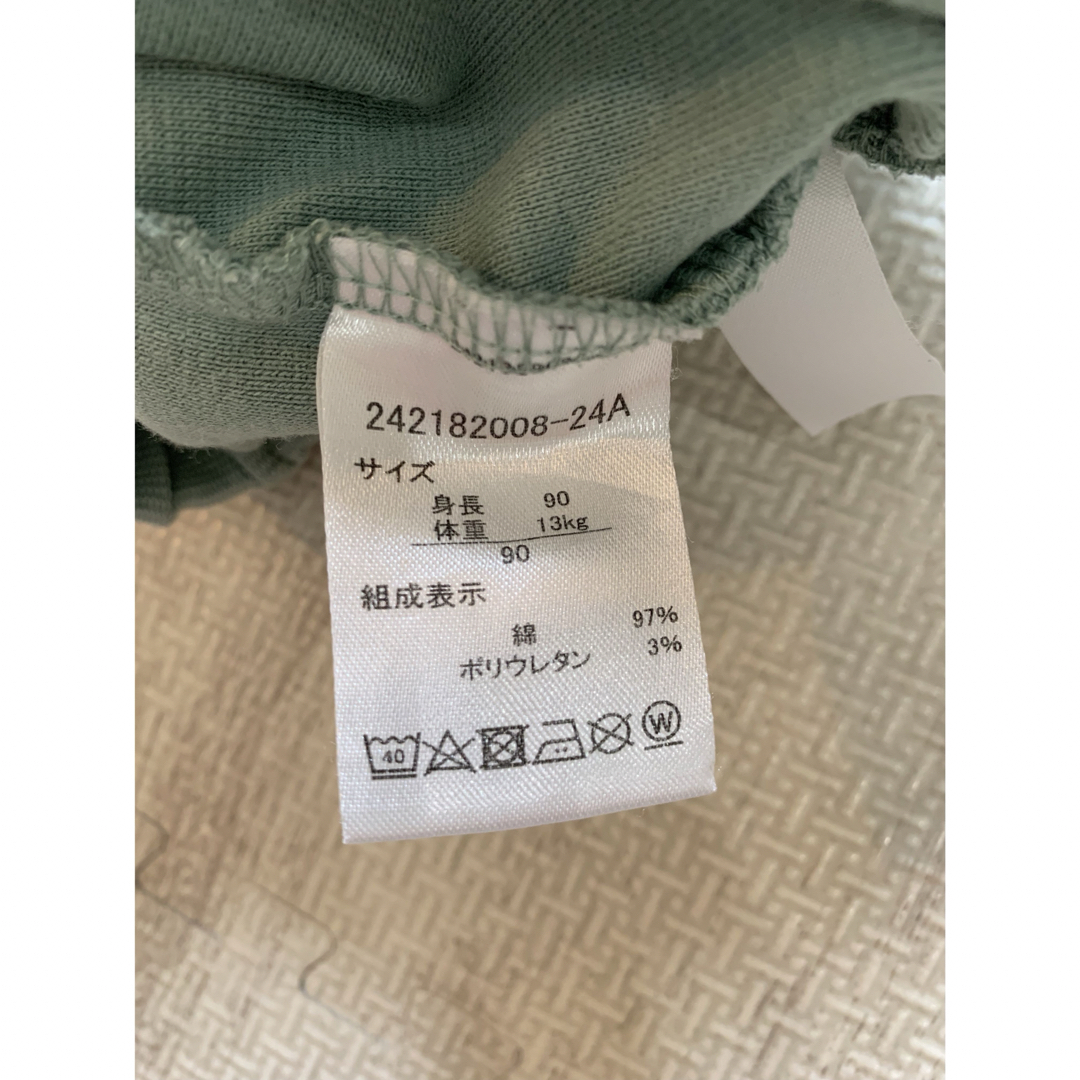 242182008-24A
サイズ
身長 90
体重 13kg
90
組成表示
綿 97%
ポリウレタン 3%
40
W